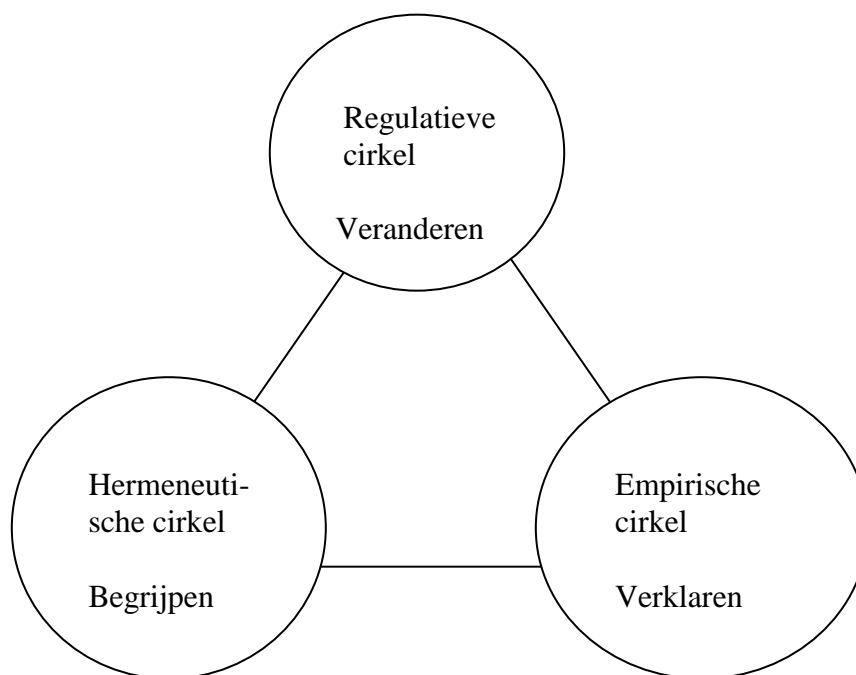 Regulatieve
cirkel
Veranderen
Hermeneuti-
sche cirkel
Begrijpen
Empirische
cirkel
Verklaren